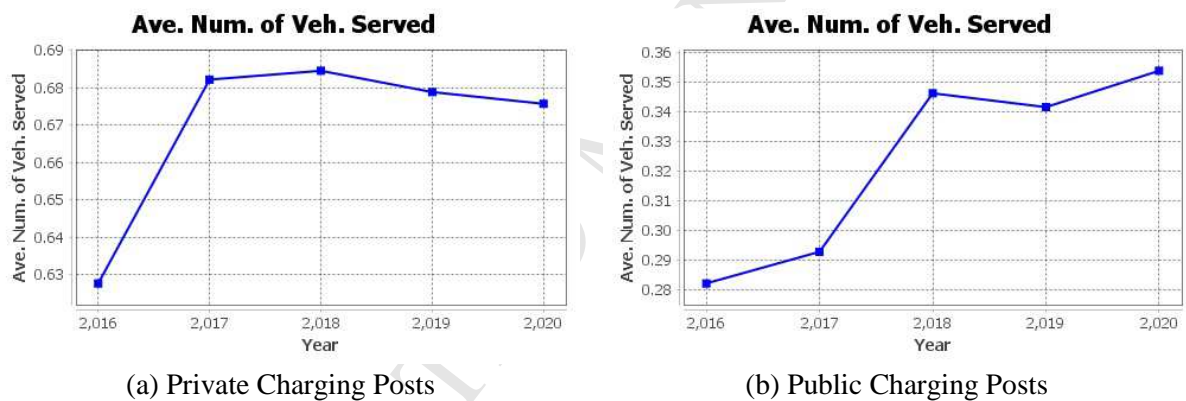 Ave. Num. of Veh. Served
Ave. Num. of Veh. Served
0.69
0.68
0.67
0.66
0.65
0.64
0.63
2,016 2,017 2,018 2,019 2,020
Year
(a) Private Charging Posts
Ave. Num. of Veh. Served
Ave. Num. of Veh. Served
0.36
0.35
0.34
0.33
0.32
0.31
0.30
0.29
0.28
2,016 2,017 2,018 2,019 2,020
Year
(b) Public Charging Posts